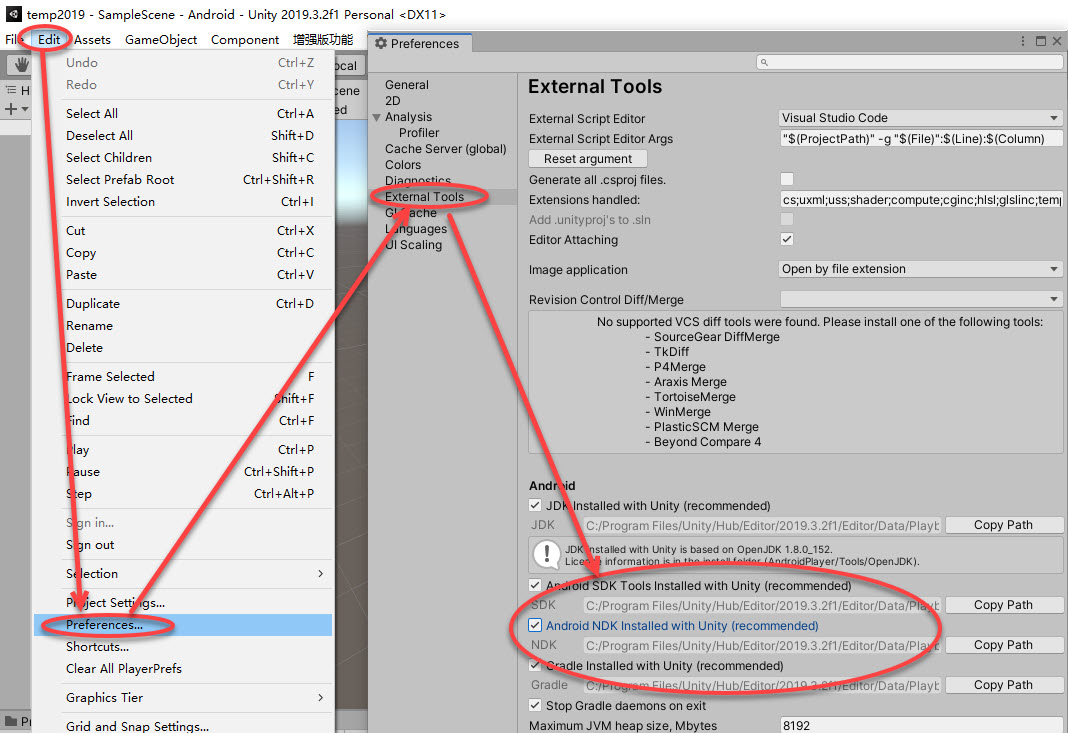 temp2019 - SampleScene - Android - Unity 2019.3.2f1 Personal <DX11>
File Edit Assets GameObject Component 增强版功能
Undo Ctrl+Z
Redo Ctrl+Y
Select All Ctrl+A
Deselect All Shift+D
Select Children Shift+C
Select Prefab Root Ctrl+Shift+R
Invert Selection Ctrl+I
Cut Ctrl+X
Copy Ctrl+C
Paste Ctrl+V
Duplicate Ctrl+D
Rename
Delete
Frame Selected F
Lock View to Selected Shift+F
Find Ctrl+F
Play Ctrl+P
Pause Ctrl+Shift+P
Step Ctrl+Alt+P
Sign in...
Sign out
Selection
Project Settings...
Preferences...
Shortcuts...
Clear All PlayerPrefs
Graphics Tier
Grid and Snap Settings...
Preferences
General
2D
Analysis
Profiler
Cache Server (global)
Colors
Diagnostics
External Tools
GI Cache
Languages
UI Scaling
External Tools
External Script Editor Visual Studio Code
External Script Editor Args "$(ProjectPath)" -g "$(File)":$(Line):$(Column)
Reset argument
Generate all .csproj files.
Extensions handled: cs;uxml;uss;shader;compute;cginc;hlsl;glslinc;temp
Add .unityproj's to .sln
Editor Attaching
Image application Open by file extension
Revision Control Diff/Merge
No supported VCS diff tools were found. Please install one of the following tools:
- SourceGear DiffMerge
- TkDiff
- P4Merge
- Araxis Merge
- TortoiseMerge
- WinMerge
- PlasticSCM Merge
- Beyond Compare 4
Android
JDK Installed with Unity (recommended)
JDK C:/Program Files/Unity/Hub/Editor/2019.3.2f1/Editor/Data/Playb Copy Path
JDK installed with Unity is based on OpenJDK 1.8.0_152.
License information is in the install folder (AndroidPlayer/Tools/OpenJDK).
Android SDK Tools Installed with Unity (recommended)
SDK C:/Program Files/Unity/Hub/Editor/2019.3.2f1/Editor/Data/Playb Copy Path
Android NDK Installed with Unity (recommended)
NDK C:/Program Files/Unity/Hub/Editor/2019.3.2f1/Editor/Data/Playb Copy Path
Gradle Installed with Unity (recommended)
Gradle C:/Program Files/Unity/Hub/Editor/2019.3.2f1/Editor/Data/Playb Copy Path
Stop Gradle daemons on exit
Maximum JVM heap size, Mbytes 8192